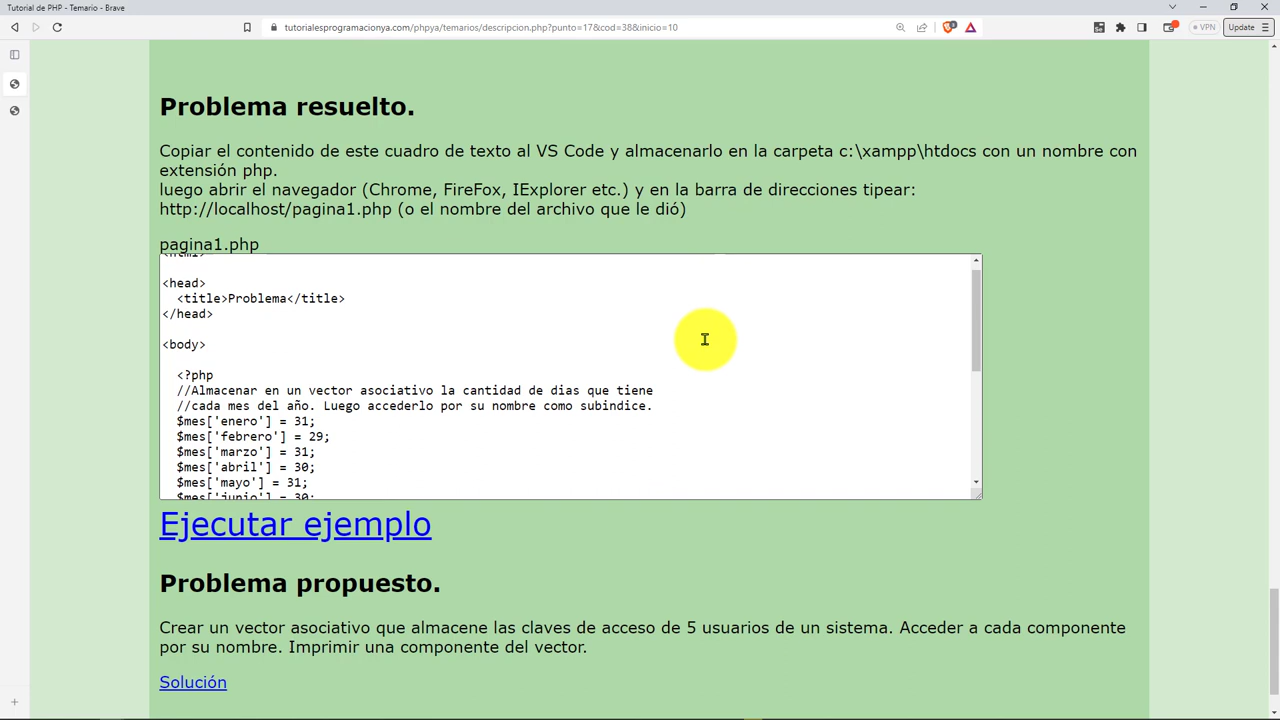 Tutorial de PHP - Temario - Brave
tutorialesprogramacionya.com/phpya/temarios/descripcion.php?punto=17&cod=38&inicio=10
VPN
Update
Problema resuelto.
Copiar el contenido de este cuadro de texto al VS Code y almacenarlo en la carpeta c:\xampp\htdocs con un nombre con
extensión php.
luego abrir el navegador (Chrome, FireFox, IExplorer etc.) y en la barra de direcciones tipear:
http://localhost/pagina1.php (o el nombre del archivo que le dió)
pagina1.php
<html>
<head>
<title>Problema</title>
</head>
<body>
<?php
//Almacenar en un vector asociativo la cantidad de dias que tiene
//cada mes del año. Luego accederlo por su nombre como subindice.
$mes['enero'] = 31;
$mes['febrero'] = 29;
$mes['marzo'] = 31;
$mes['abril'] = 30;
$mes['mayo'] = 31;
$mes['junio'] = 30;
Ejecutar ejemplo
Problema propuesto.
Crear un vector asociativo que almacene las claves de acceso de 5 usuarios de un sistema. Acceder a cada componente
por su nombre. Imprimir una componente del vector.
Solución